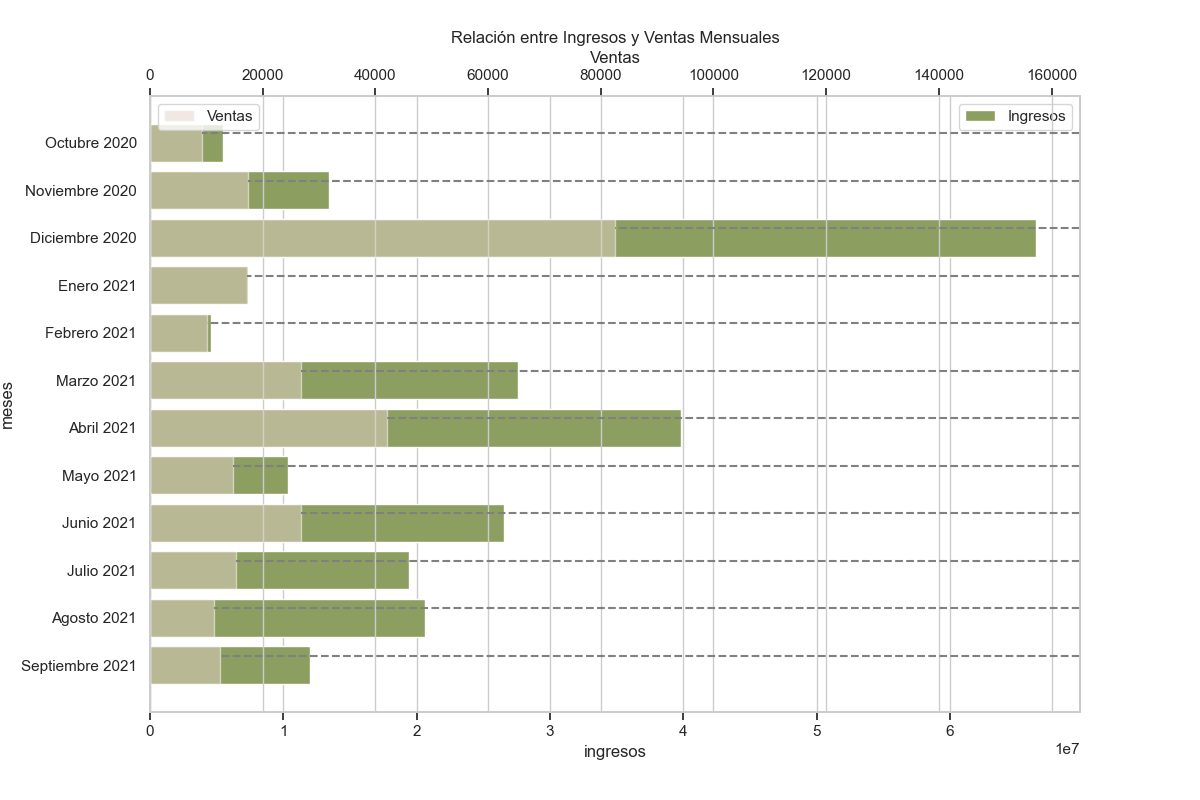 Relación entre Ingresos y Ventas Mensuales
Ventas
0 20000 40000 60000 80000 100000 120000 140000 160000
Ventas
Ingresos
Octubre 2020
Noviembre 2020
Diciembre 2020
Enero 2021
Febrero 2021
Marzo 2021
Abril 2021
Mayo 2021
Junio 2021
Julio 2021
Agosto 2021
Septiembre 2021
meses
0 1 2 3 4 5 6
1e7
ingresos